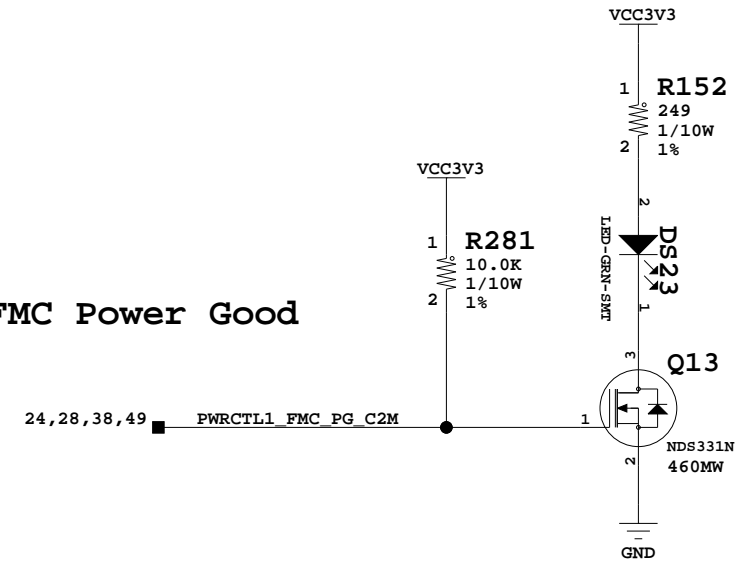 VCC3V3
1
R152
249
1/10W
2
1%
VCC3V3
2
LED-GRN-SMT
DS23
1
R281
10.0K
1/10W
2
1%
1
FMC Power Good
3
Q13
24,28,38,49
PWRCTL1_FMC_PG_C2M
1
2
NDS331N
460MW
GND